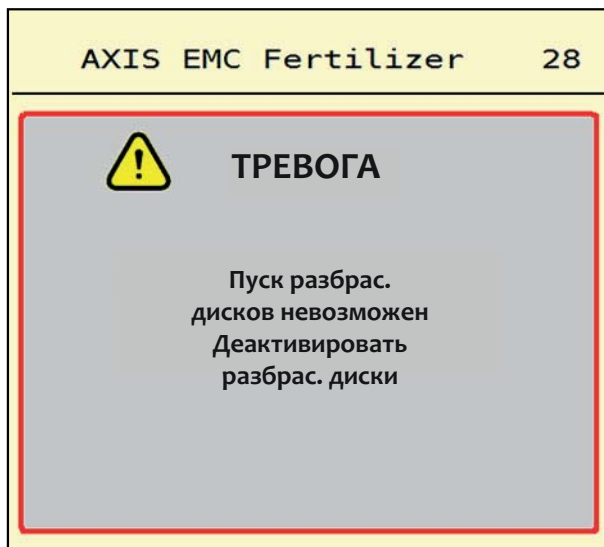 AXIS EMC Fertilizer 28
ТРЕВОГА
Пуск разбрас.
дисков невозможен
Деактивировать
разбрас. диски